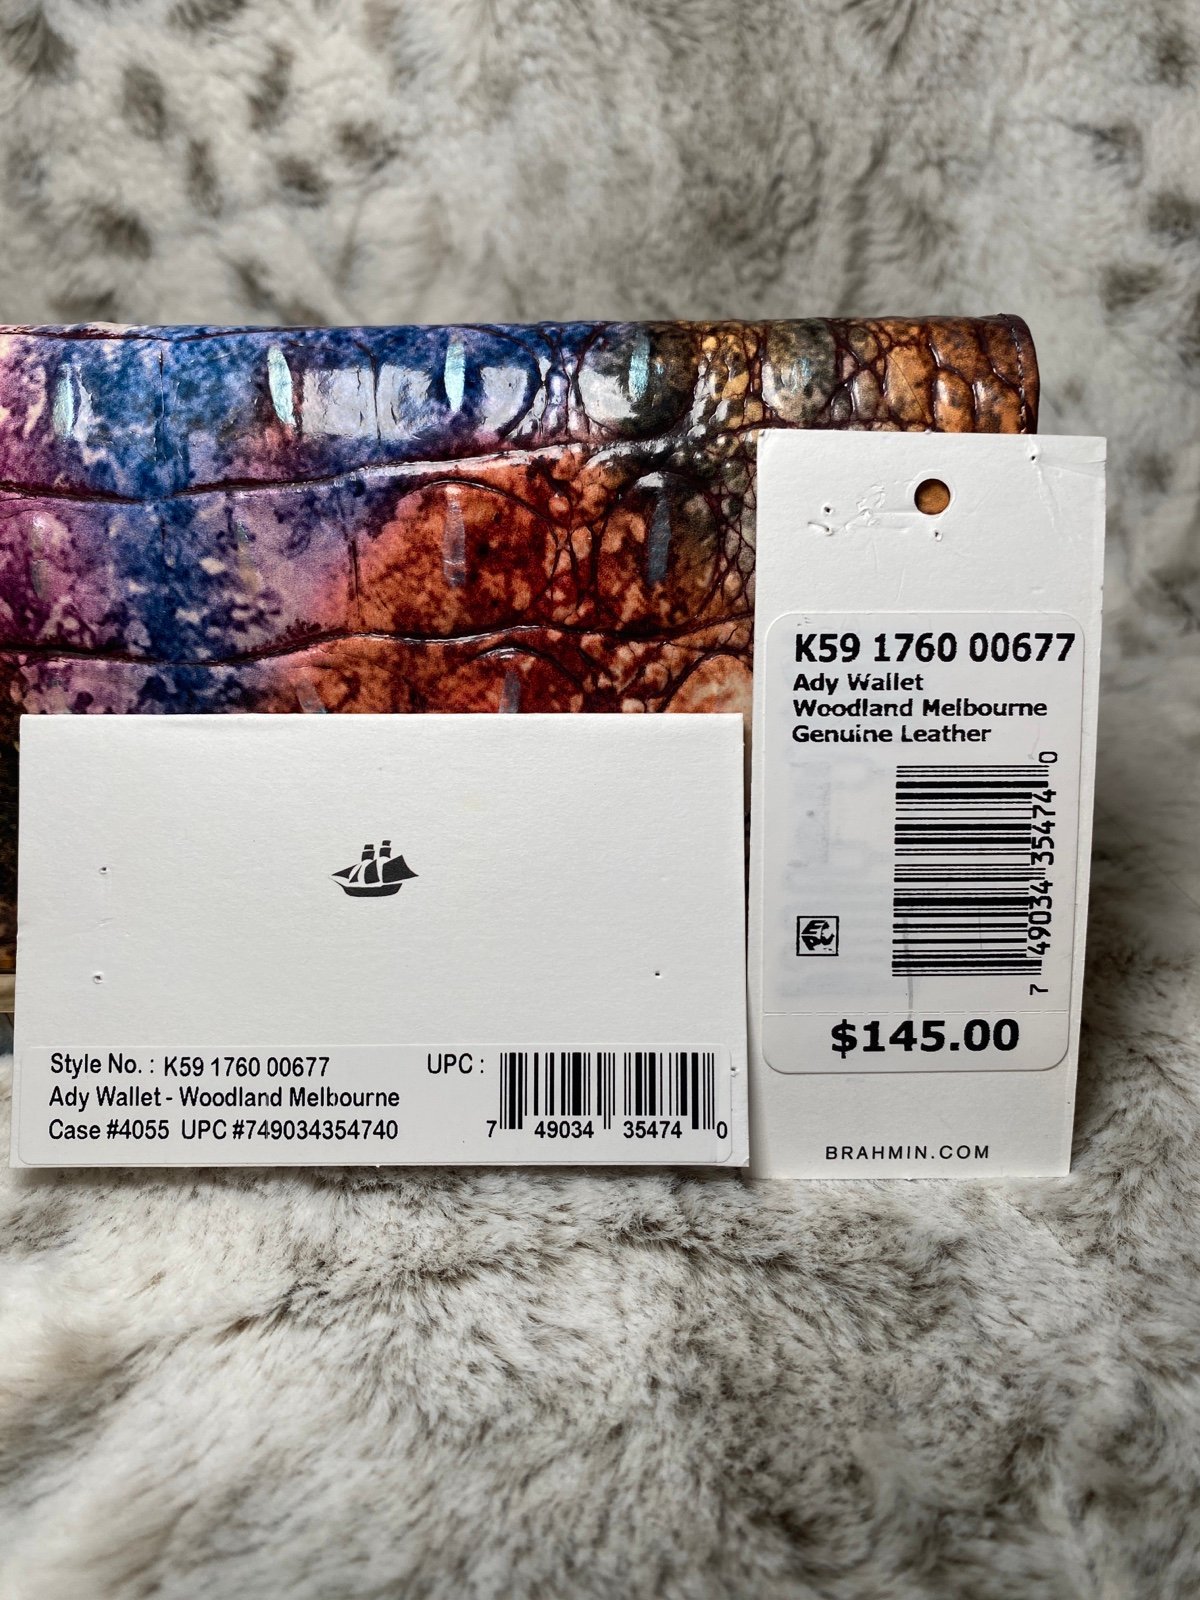 K59 1760 00677
Ady Wallet
Woodland Melbourne
Genuine Leather
7 49034 35474 0
EPC
$145.00
BRAHMIN.COM
Style No. : K59 1760 00677
Ady Wallet - Woodland Melbourne
Case #4055 UPC #749034354740
UPC :
7 49034 35474 0